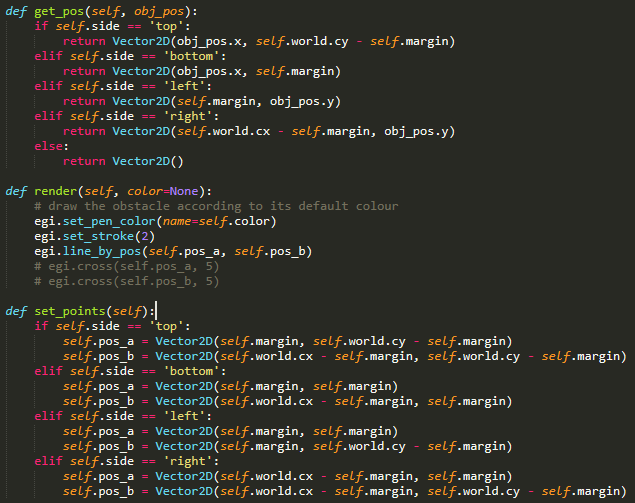 def get_pos(self, obj_pos):
    if self.side == 'top':
        return Vector2D(obj_pos.x, self.world.cy - self.margin)
    elif self.side == 'bottom':
        return Vector2D(obj_pos.x, self.margin)
    elif self.side == 'left':
        return Vector2D(self.margin, obj_pos.y)
    elif self.side == 'right':
        return Vector2D(self.world.cx - self.margin, obj_pos.y)
    else:
        return Vector2D()

def render(self, color=None):
    # draw the obstacle according to its default colour
    egi.set_pen_color(name=self.color)
    egi.set_stroke(2)
    egi.line_by_pos(self.pos_a, self.pos_b)
    # egi.cross(self.pos_a, 5)
    # egi.cross(self.pos_b, 5)

def set_points(self):
    if self.side == 'top':
        self.pos_a = Vector2D(self.margin, self.world.cy - self.margin)
        self.pos_b = Vector2D(self.world.cx - self.margin, self.world.cy - self.margin)
    elif self.side == 'bottom':
        self.pos_a = Vector2D(self.margin, self.margin)
        self.pos_b = Vector2D(self.world.cx - self.margin, self.margin)
    elif self.side == 'left':
        self.pos_a = Vector2D(self.margin, self.margin)
        self.pos_b = Vector2D(self.margin, self.world.cy - self.margin)
    elif self.side == 'right':
        self.pos_a = Vector2D(self.world.cx - self.margin, self.margin)
        self.pos_b = Vector2D(self.world.cx - self.margin, self.world.cy - self.margin)